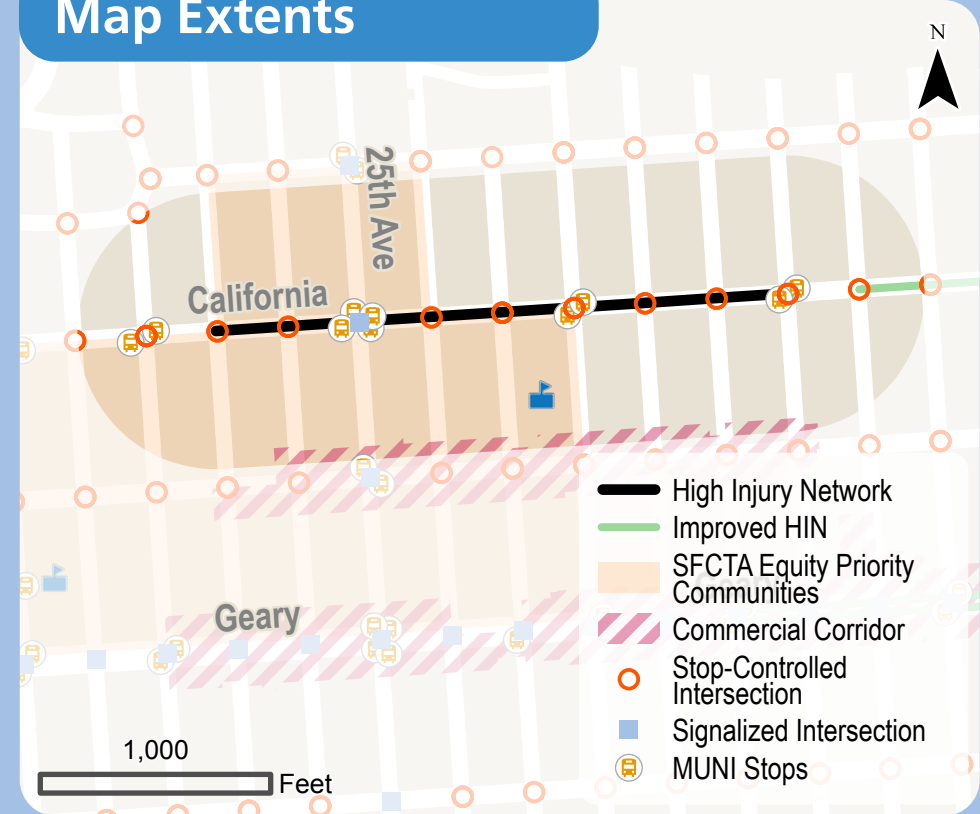 Map Extents
N
25th Ave
California
High Injury Network
Improved HIN
SFCTA Equity Priority
Communities
Geary
Commercial Corridor
Stop-Controlled
Intersection
Signalized Intersection
MUNI Stops
1,000
Feet